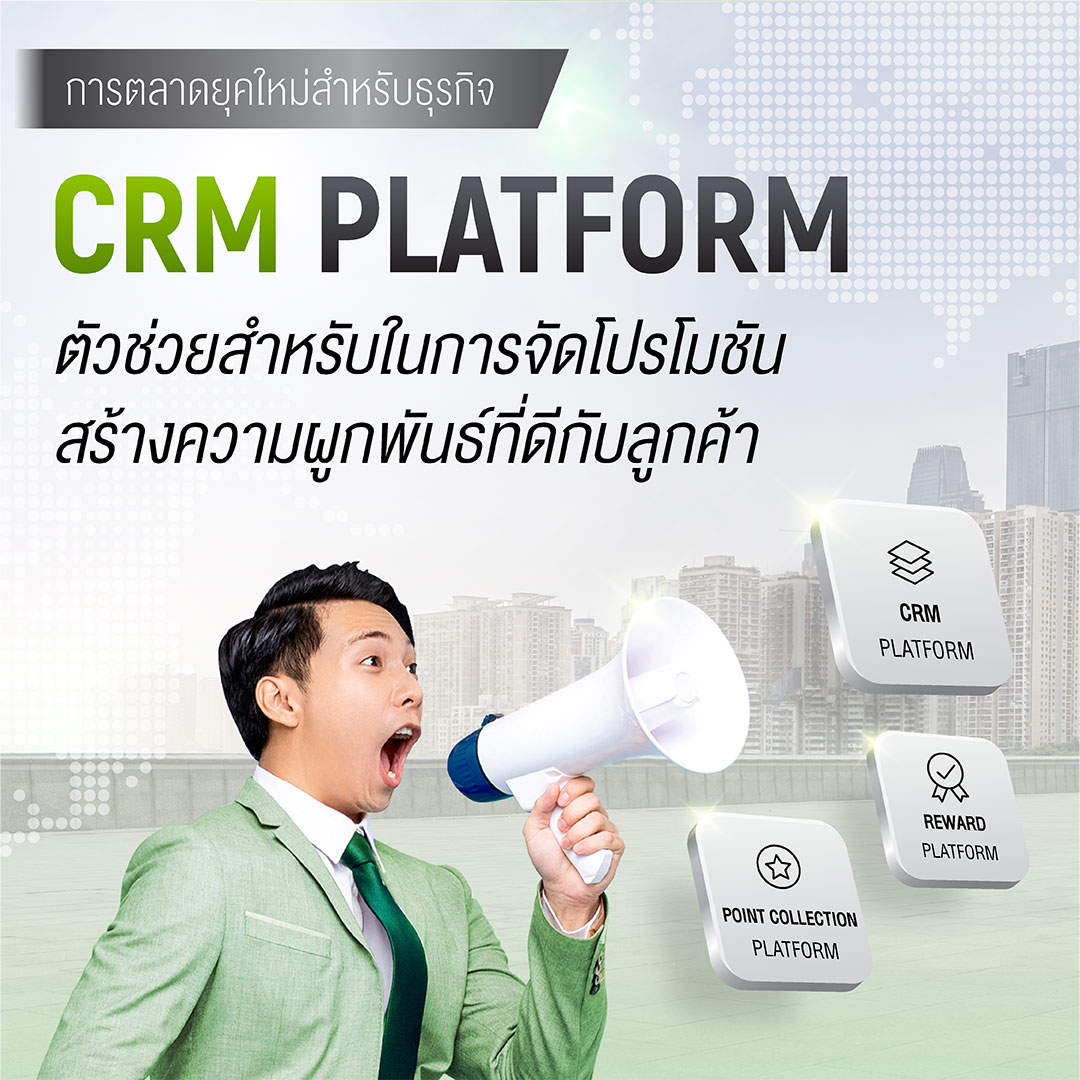 การตลาดยุคใหม่สำหรับธุรกิจ
CRM PLATFORM
ตัวช่วยสำหรับในการจัดโปรโมชัน
สร้างความผูกพันธ์ที่ดีกับลูกค้า
CRM
PLATFORM
REWARD
PLATFORM
POINT COLLECTION
PLATFORM